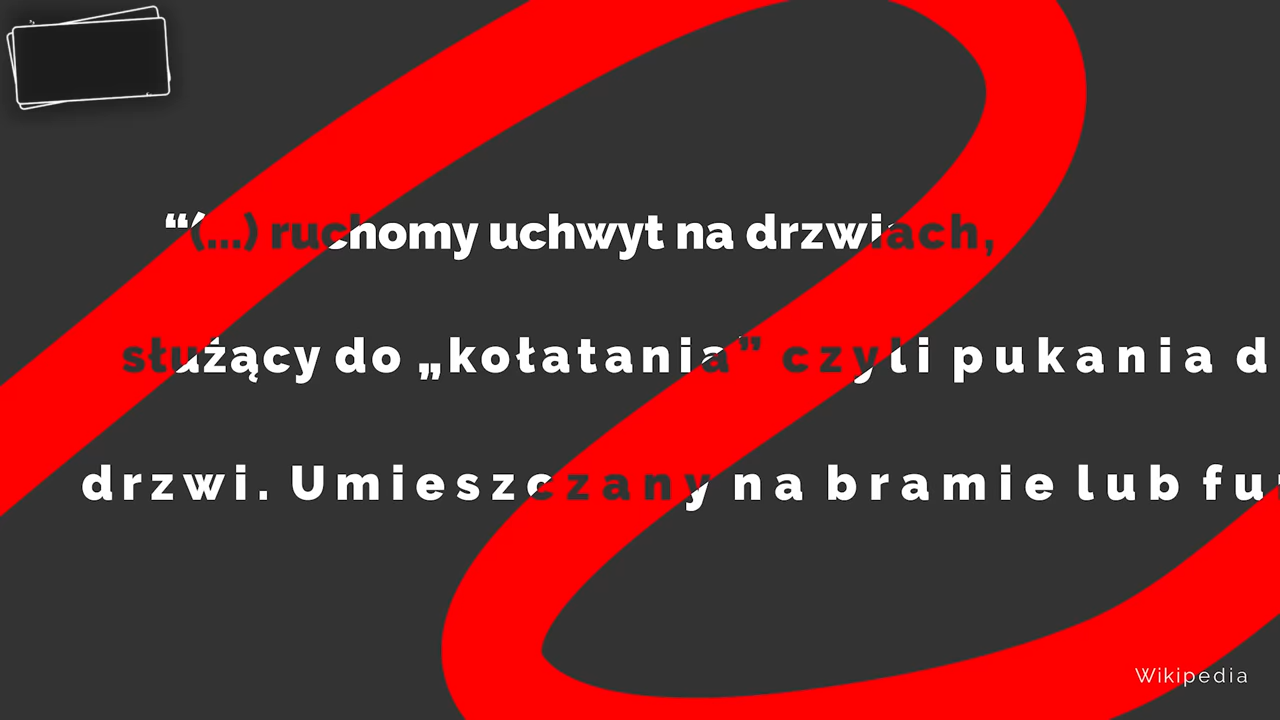 “(...) ruchomy uchwyt na drzwiach,
służący do „kołatania” czyli pukania d
drzwi. Umieszczany na bramie lub fu
Wikipedia